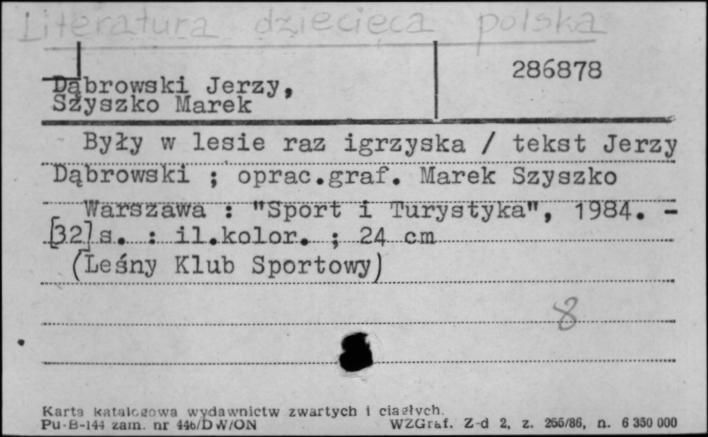 Literatura dziecięca polska
286878
Dąbrowski Jerzy,
Szyszko Marek
Były w lesie raz igrzyska / tekst Jerzy
Dąbrowski ; oprac.graf. Marek Szyszko
Warszawa : "Sport i Turystyka", 1984. -
[32] s. : il.kolor. ; 24 cm
(Leśny Klub Sportowy)
8
Karta katalogowa wydawnictw zwartych i ciągłych.
Pu-B-144 zam. nr 446/DW/ON WZGraf. Z-d 2, z. 255/86, n. 6 350 000